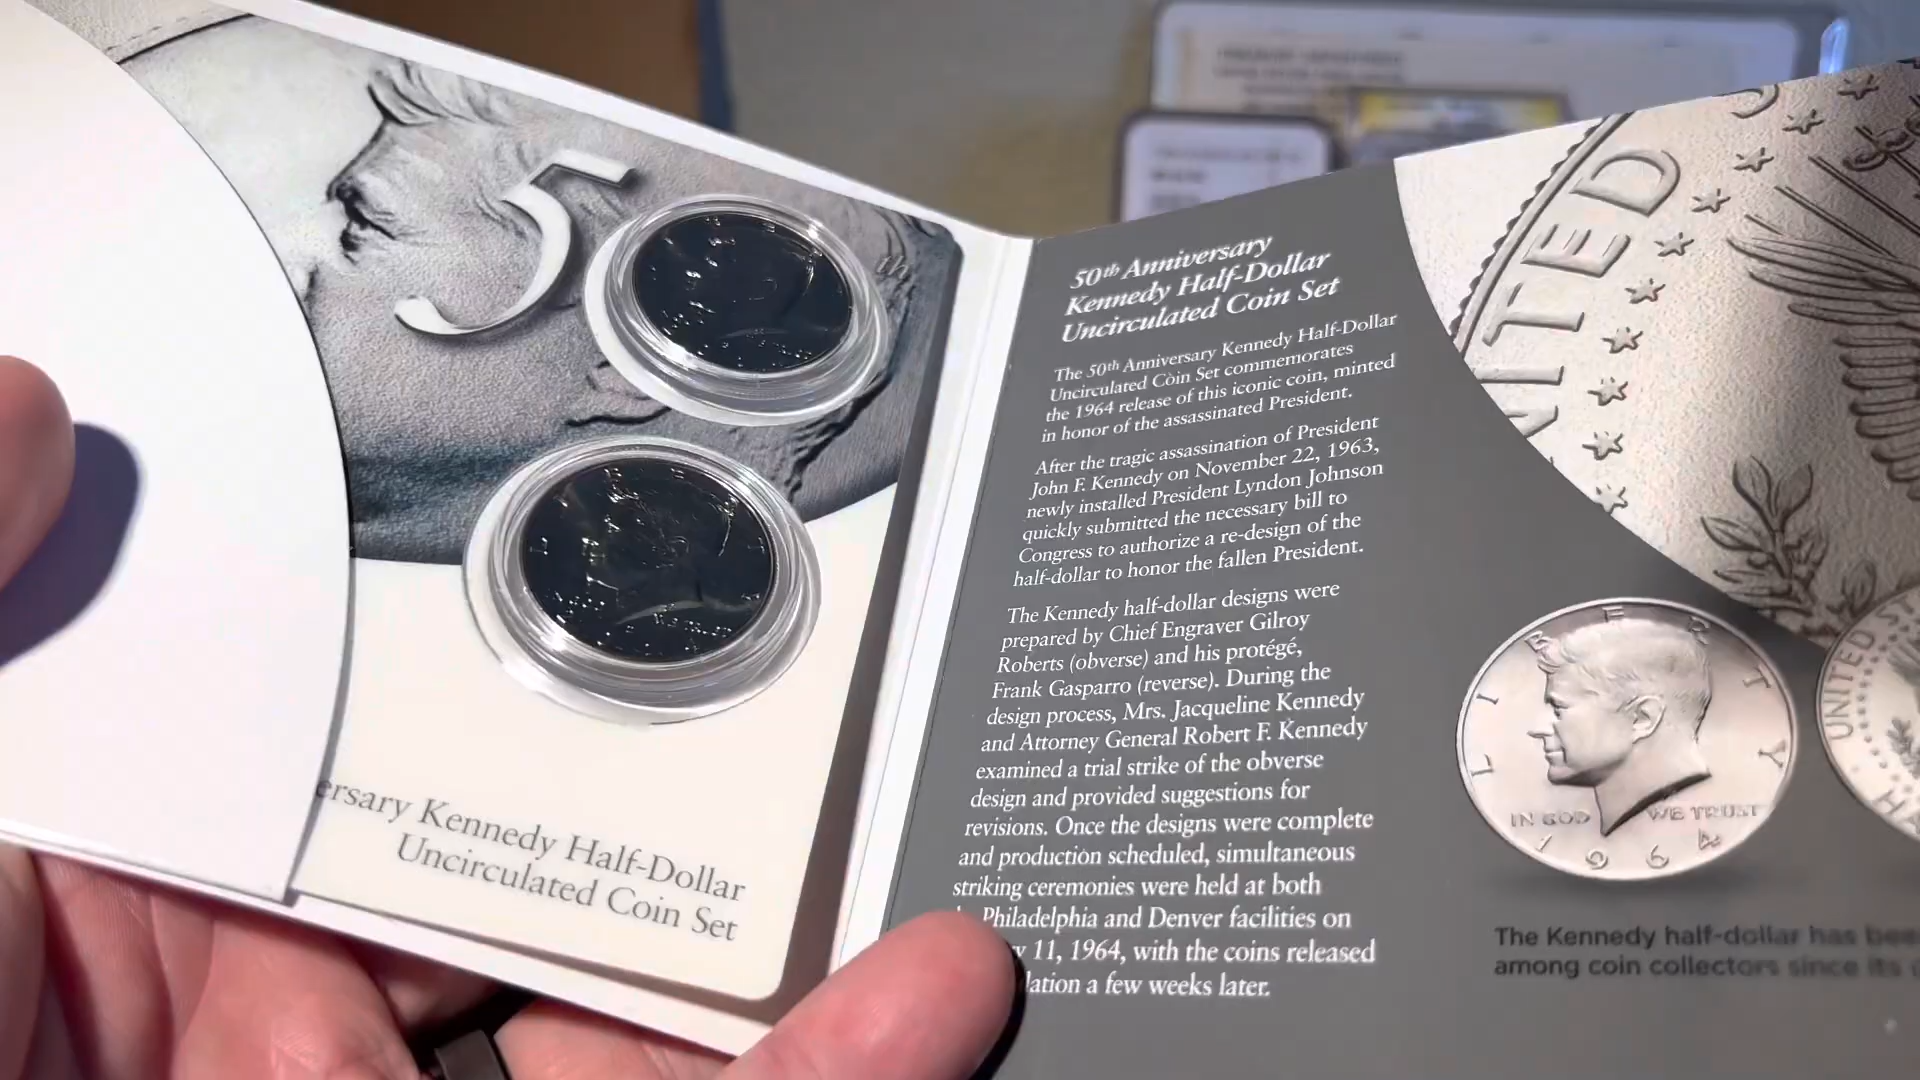 5
th
ersary Kennedy Half-Dollar
Uncirculated Coin Set
50th Anniversary
Kennedy Half-Dollar
Uncirculated Coin Set
The 50th Anniversary Kennedy Half-Dollar
Uncirculated Coin Set commemorates
the 1964 release of this iconic coin, minted
in honor of the assassinated President.
After the tragic assassination of President
John F. Kennedy on November 22, 1963,
newly installed President Lyndon Johnson
quickly submitted the necessary bill to
Congress to authorize a re-design of the
half-dollar to honor the fallen President.
The Kennedy half-dollar designs were
prepared by Chief Engraver Gilroy
Roberts (obverse) and his protégé,
Frank Gasparro (reverse). During the
design process, Mrs. Jacqueline Kennedy
and Attorney General Robert F. Kennedy
examined a trial strike of the obverse
design and provided suggestions for
revisions. Once the designs were complete
and production scheduled, simultaneous
striking ceremonies were held at both
Philadelphia and Denver facilities on
y 11, 1964, with the coins released
lation a few weeks later.
UNITED
LIBERTY
IN GOD WE TRUST
1964
UNITED
HA
The Kennedy half-dollar has bee
among coin collectors since its